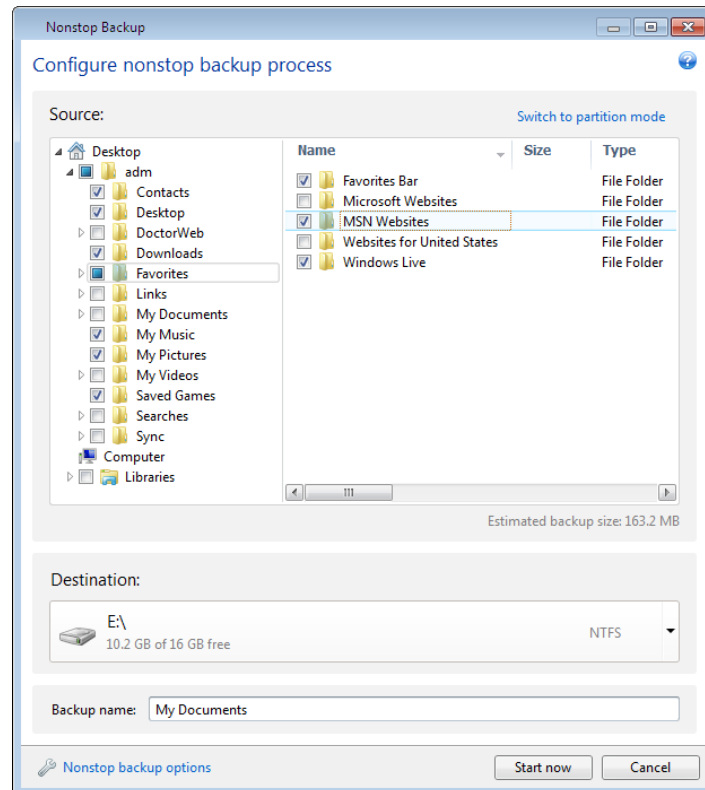 Nonstop Backup
Configure nonstop backup process
Source:
Switch to partition mode
Desktop
adm
Contacts
Desktop
DoctorWeb
Downloads
Favorites
Links
My Documents
My Music
My Pictures
My Videos
Saved Games
Searches
Sync
Computer
Libraries
Name Size Type
Favorites Bar File Folder
Microsoft Websites File Folder
MSN Websites File Folder
Websites for United States File Folder
Windows Live File Folder
Estimated backup size: 163.2 MB
Destination:
E:\
10.2 GB of 16 GB free
NTFS
Backup name: My Documents
Nonstop backup options
Start now Cancel